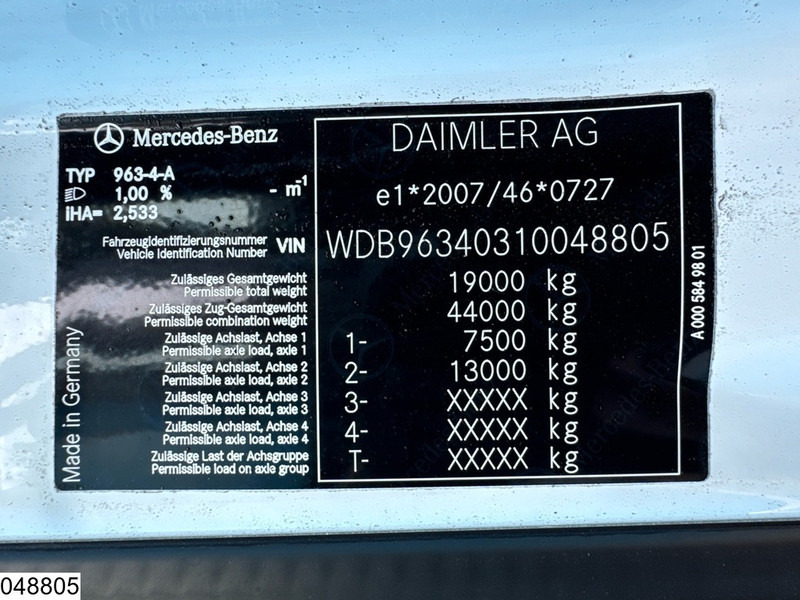 Mercedes-Benz
TYP 963-4-A
1,00 % - m-1
iHA= 2,533
Fahrzeugidentifizierungsnummer
Vehicle Identification Number VIN
Zulässiges Gesamtgewicht
Permissible total weight
Zulässiges Zug-Gesamtgewicht
Permissible combination weight
Zulässige Achslast, Achse 1
Permissible axle load, axle 1
Zulässige Achslast, Achse 2
Permissible axle load, axle 2
Zulässige Achslast, Achse 3
Permissible axle load, axle 3
Zulässige Achslast, Achse 4
Permissible axle load, axle 4
Zulässige Last der Achsgruppe
Permissible load on axle group
Made in Germany
DAIMLER AG
e1*2007/46*0727
WDB96340310048805
19000 kg
44000 kg
1- 7500 kg
2- 13000 kg
3- XXXXX kg
4- XXXXX kg
T- XXXXX kg
A 000 584 98 01
048805